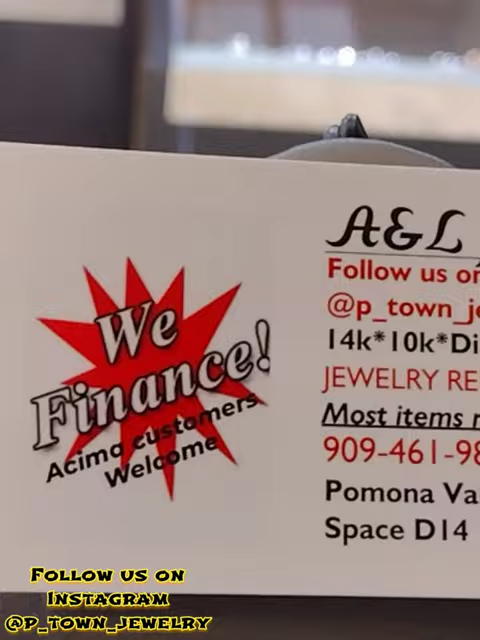 We
Finance!
Acima customers
Welcome
A&L
Follow us on
@p_town_je
14k*10k*Di
JEWELRY RE
Most items r
909-461-98
Pomona Va
Space D14
Follow us on
Instagram
@p_town_jewelry